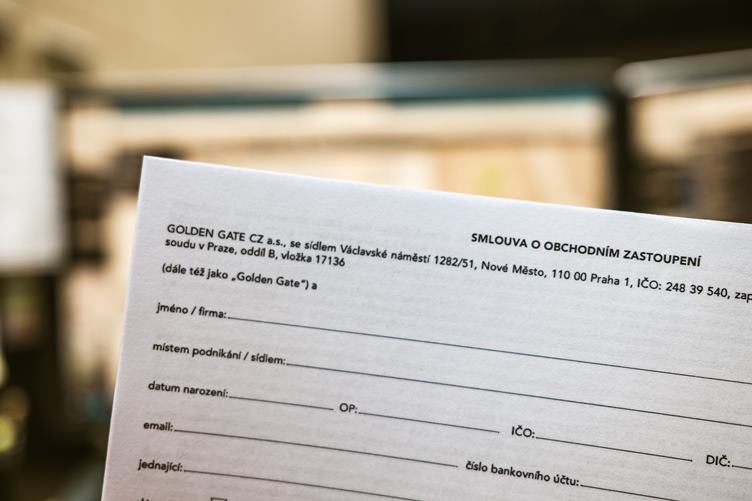 SMLOUVA O OBCHODNÍM ZASTOUPENÍ
GOLDEN GATE CZ a.s., se sídlem Václavské náměstí 1282/51, Nové Město, 110 00 Praha 1, IČO: 248 39 540, zap
soudu v Praze, oddíl B, vložka 17136
(dále též jako „Golden Gate") a
jméno / firma:
místem podnikání / sídlem:
datum narození: OP: IČO: DIČ:
email: číslo bankovního účtu:
jednající: